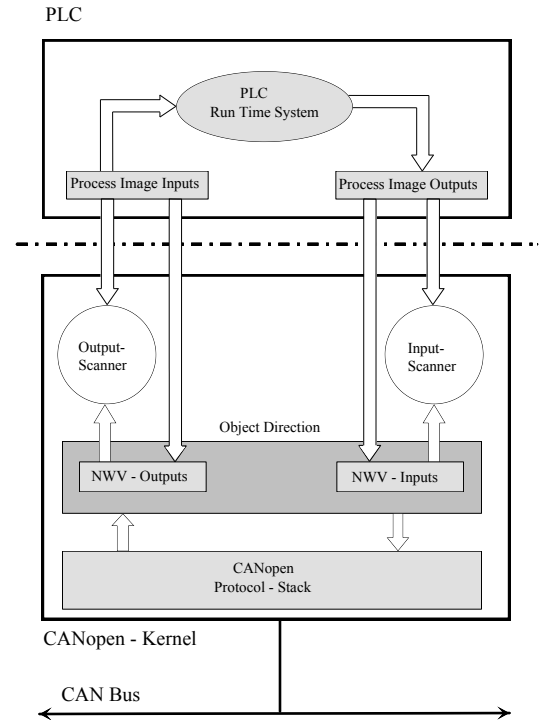 PLC
PLC
Run Time System
Process Image Inputs
Process Image Outputs
Output-
Scanner
Input-
Scanner
Object Direction
NWV - Outputs
NWV - Inputs
CANopen
Protocol - Stack
CANopen - Kernel
CAN Bus